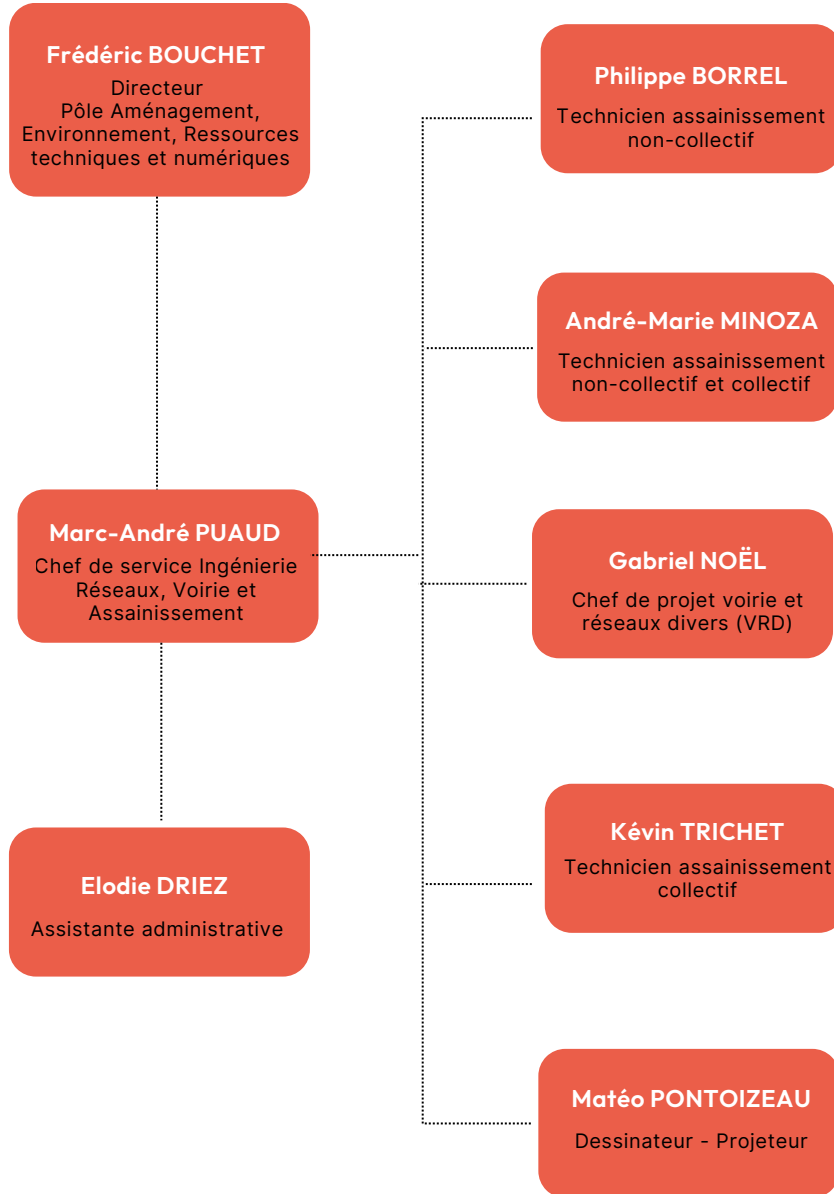 Frédéric BOUCHET
Directeur
Pôle Aménagement,
Environnement, Ressources
techniques et numériques
Marc-André PUAUD
Chef de service Ingénierie
Réseaux, Voirie et
Assainissement
Elodie DRIEZ
Assistante administrative
Philippe BORREL
Technicien assainissement
non-collectif
André-Marie MINOZA
Technicien assainissement
non-collectif et collectif
Gabriel NOËL
Chef de projet voirie et
réseaux divers (VRD)
Kévin TRICHET
Technicien assainissement
collectif
Matéo PONTOIZEAU
Dessinateur - Projeteur